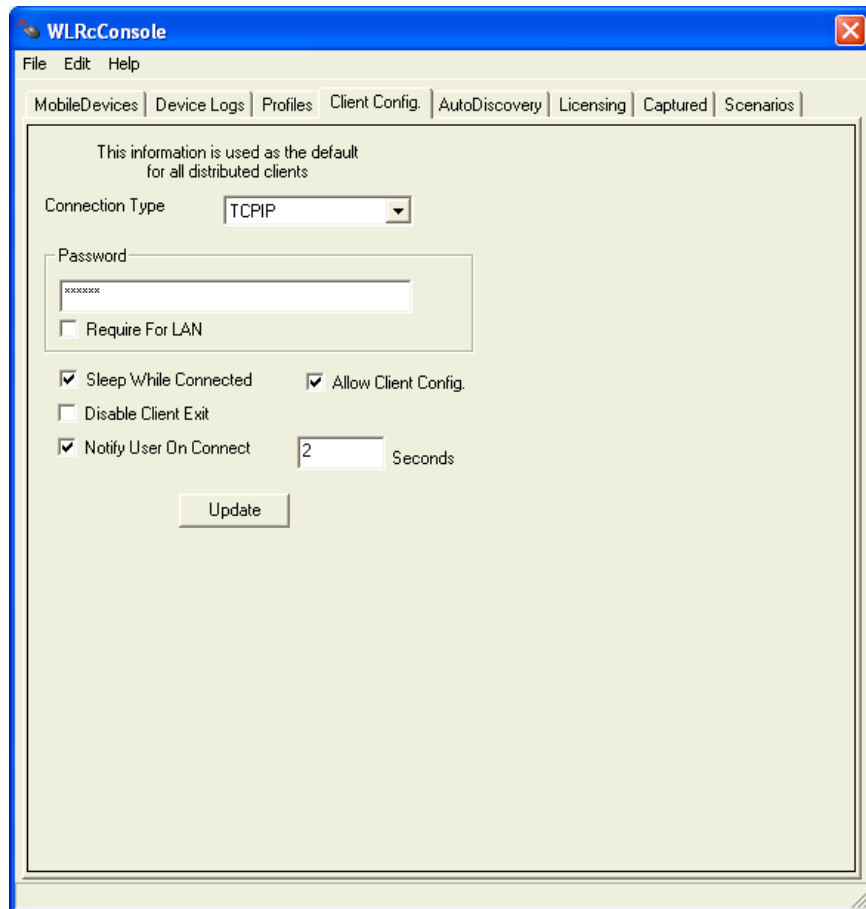 WLRcConsole
File Edit Help
MobileDevices Device Logs Profiles Client Config. AutoDiscovery Licensing Captured Scenarios
This information is used as the default
for all distributed clients
Connection Type TCPIP
Password
******
Require For LAN
Sleep While Connected Allow Client Config.
Disable Client Exit
Notify User On Connect 2 Seconds
Update